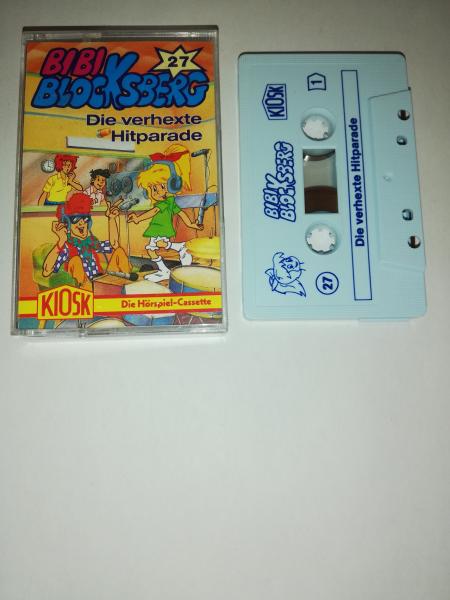 BIBI
BLOCKSBERG
27
Die verhexte
Hitparade
KIOSK
Die Hörspiel-Cassette
KIOSK
1
BIBI
BLOCKSBERG
Die verhexte Hitparade
27